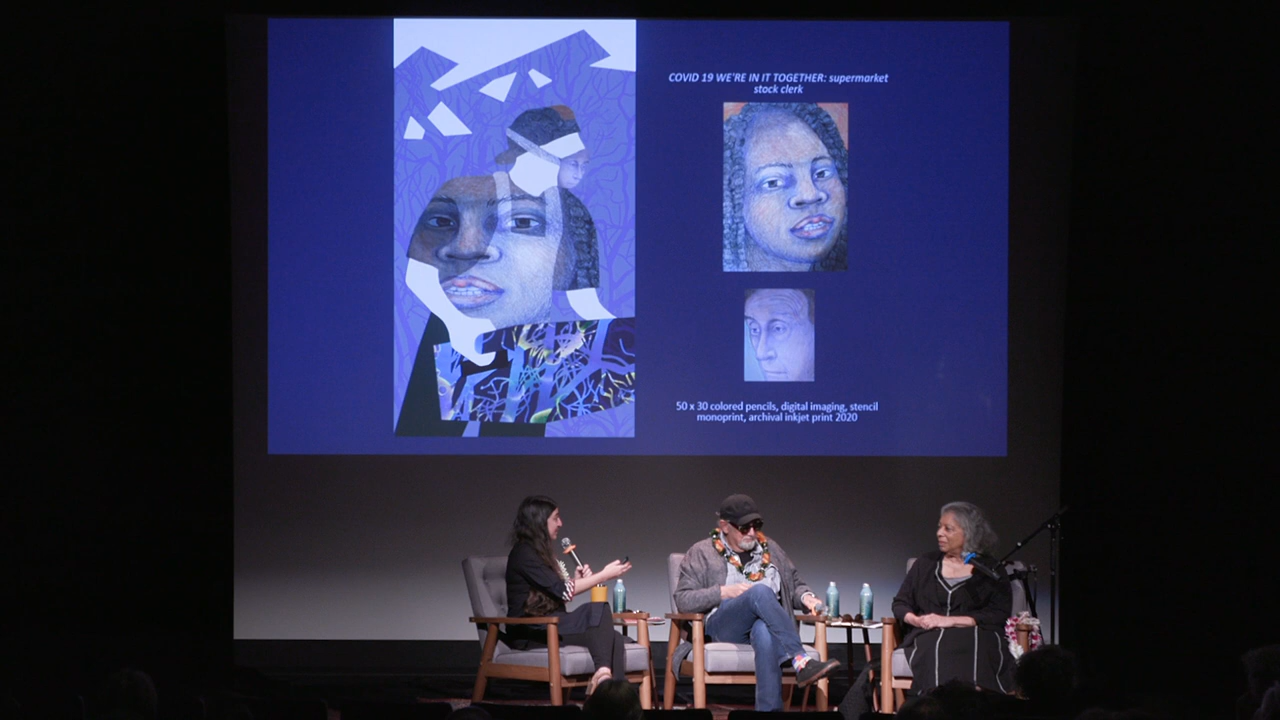 COVID 19 WE'RE IN IT TOGETHER: supermarket
stock clerk
50 x 30 colored pencils, digital imaging, stencil
monoprint, archival inkjet print 2020